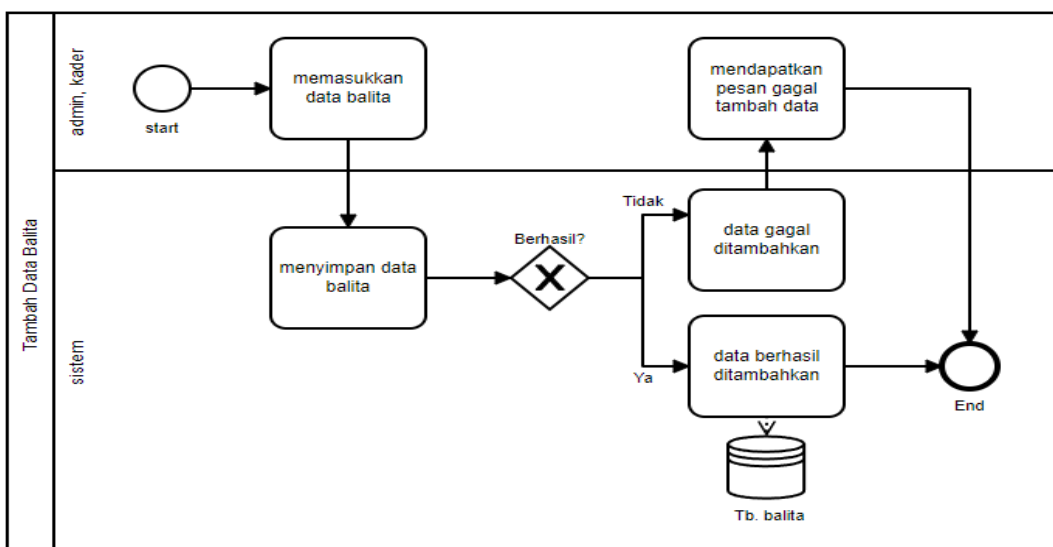 Tambah Data Balita
admin, kader
start
memasukkan
data balita
mendapatkan
pesan gagal
tambah data
sistem
menyimpan data
balita
Berhasil?
Tidak
data gagal
ditambahkan
Ya
data berhasil
ditambahkan
End
Tb. balita